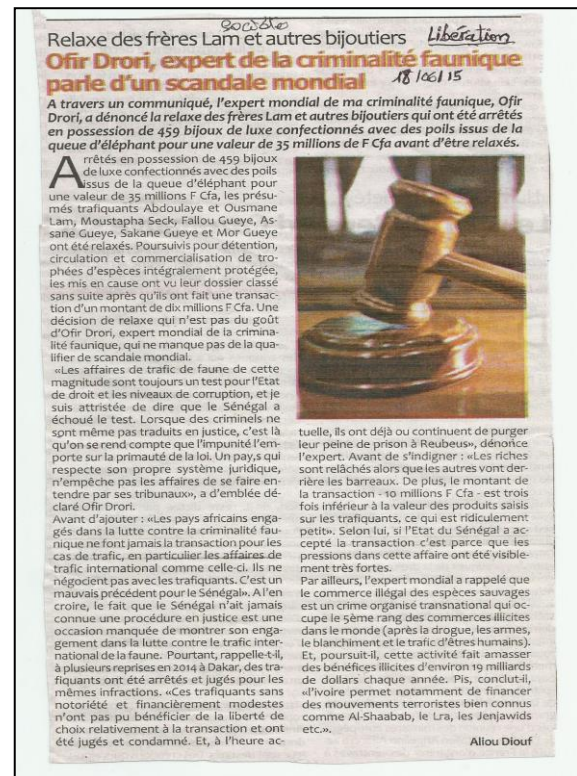 société
Relaxe des frères Lam et autres bijoutiers
Libération
Ofir Drori, expert de la criminalité faunique
parle d'un scandale mondial
18/06/15
A travers un communiqué, l'expert mondial de ma criminalité faunique, Ofir
Drori, a dénoncé la relaxe des frères Lam et autres bijoutiers qui ont été arrêtés
en possession de 459 bijoux de luxe confectionnés avec des poils issus de la
queue d'éléphant pour une valeur de 35 millions de F Cfa avant d'être relaxés.
Arrêtés en possession de 459 bijoux
de luxe confectionnés avec des poils
issus de la queue d'éléphant pour
une valeur de 35 millions F Cfa, les présu-
més trafiquants Abdoulaye et Ousmane
Lam, Moustapha Seck, Fallou Gueye, As-
sane Gueye, Sakane Gueye et Mor Gueye
ont été relaxés. Poursuivis pour détention,
circulation et commercialisation de tro-
phées d'espèces intégralement protégée,
les mis en cause ont vu leur dossier classé
sans suite après qu'ils ont fait une transac-
tion d'un montant de dix millions F Cfa. Une
décision de relaxe qui n'est pas du goût
d'Ofir Drori, expert mondial de la crimina-
lité faunique, qui ne manque pas de la qua-
lifier de scandale mondial.
«Les affaires de trafic de faune de cette
magnitude sont toujours un test pour l'Etat
de droit et les niveaux de corruption, et je
suis attristée de dire que le Sénégal a
échoué le test. Lorsque des criminels ne
sont même pas traduits en justice, c'est là
qu'on se rend compte que l'impunité l'em-
porte sur la primauté de la loi. Un pay,s qui
respecte son propre système juridique,
n'empêche pas les affaires de se faire en-
tendre par ses tribunaux», a d'emblée dé-
claré Ofir Drori.
Avant d'ajouter : «Les pays africains enga-
gés dans la lutte contre la criminalité fau-
nique ne font jamais la transaction pour les
cas de trafic, en particulier les affaires de
trafic international comme celle-ci. Ils ne
négocient pas avec les trafiquants. C'est un
mauvais précédent pour le Sénégal». A l'en
croire, le fait que le Sénégal n'ait jamais
connue une procédure en justice est une
occasion manquée de montrer son enga-
gement dans la lutte contre le trafic inter-
national de la faune. Pourtant, rappelle-t-il,
à plusieurs reprises en 2014 à Dakar, des tra-
fiquants ont été arrêtés et jugés pour les
mêmes infractions. «Ces trafiquants sans
notoriété et financièrement modestes
n'ont pas pu bénéficier de la liberté de
choix relativement à la transaction et ont
été jugés et condamné. Et, à l'heure ac-
tuelle, ils ont déjà ou continuent de purger
leur peine de prison à Reubeus», dénonce
l'expert. Avant de s'indigner : «Les riches
sont relâchés alors que les autres vont der-
rière les barreaux. De plus, le montant de
la transaction - 10 millions F Cfa - est trois
fois inférieur à la valeur des produits saisis
sur les trafiquants, ce qui est ridiculement
petit». Selon lui, si l'Etat du Sénégal a ac-
cepté la transaction c'est parce que les
pressions dans cette affaire ont été visible-
ment très fortes.
Par ailleurs, l'expert mondial a rappelé que
le commerce illégal des espèces sauvages
est un crime organisé transnational qui oc-
cupe le 5ème rang des commerces illicites
dans le monde (après la drogue, les armes,
le blanchiment et le trafic d'êtres humains).
Et, poursuit-il, cette activité fait amasser
des bénéfices illicites d'environ 19 milliards
de dollars chaque année. Pis, conclut-il,
«l'ivoire permet notamment de financer
des mouvements terroristes bien connus
comme Al-Shaabab, le Lra, les Jenjawids
etc.».
Aliou Diouf